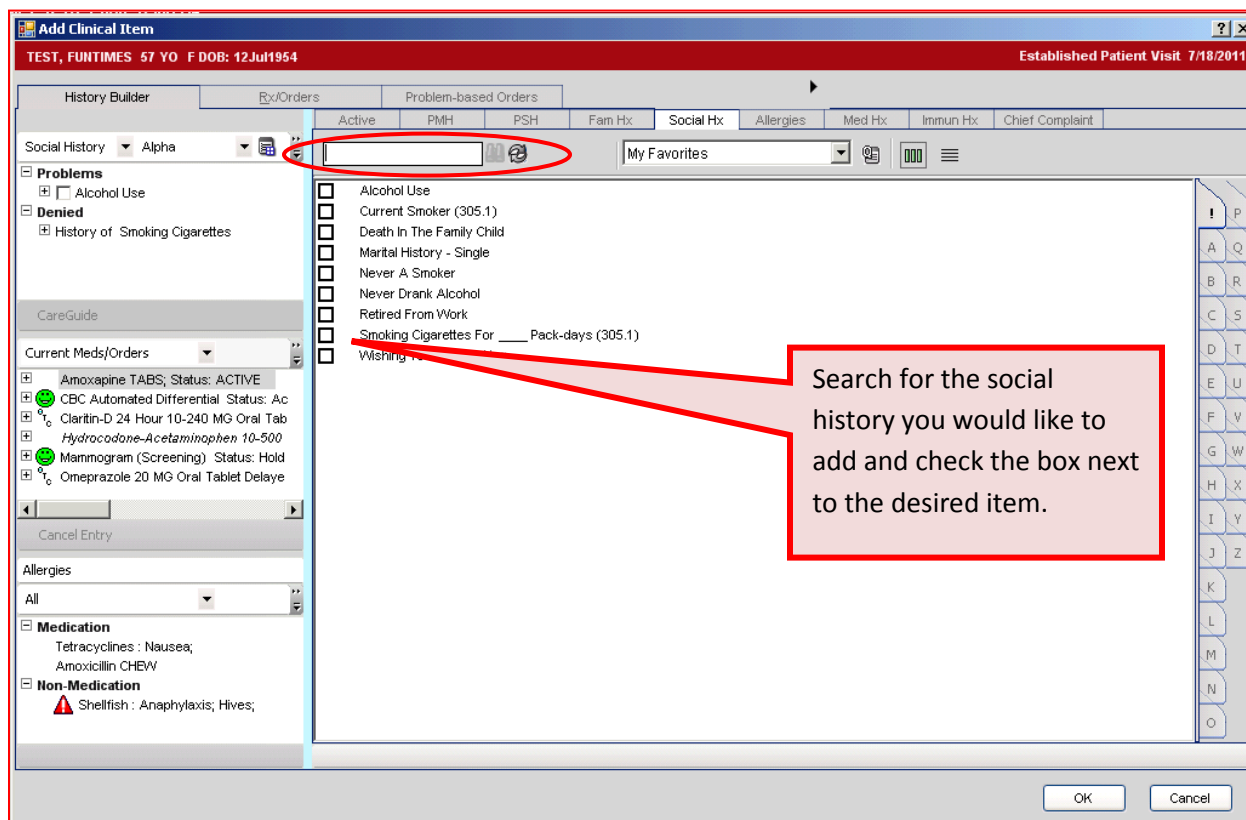 Add Clinical Item
TEST, FUNTIMES 57 YO F DOB: 12Jul1954
Established Patient Visit 7/18/2011
History Builder
Rx/Orders
Problem-based Orders
Active
PMH
PSH
Fam Hx
Social Hx
Allergies
Med Hx
Immun Hx
Chief Complaint
Social History
Alpha
My Favorites
Problems
Alcohol Use
Denied
History of Smoking Cigarettes
CareGuide
Current Meds/Orders
Amoxapine TABS; Status: ACTIVE
CBC Automated Differential Status: Ac
OTC Claritin-D 24 Hour 10-240 MG Oral Tab
Hydrocodone-Acetaminophen 10-500
Mammogram (Screening) Status: Hold
OTC Omeprazole 20 MG Oral Tablet Delaye
Cancel Entry
Allergies
All
Medication
Tetracyclines : Nausea;
Amoxicillin CHEW
Non-Medication
Shellfish : Anaphylaxis; Hives;
Alcohol Use
Current Smoker (305.1)
Death In The Family Child
Marital History - Single
Never A Smoker
Never Drank Alcohol
Retired From Work
Smoking Cigarettes For ____ Pack-days (305.1)
Wishing
Search for the social
history you would like to
add and check the box next
to the desired item.
! P
A Q
B R
C S
D T
E U
F V
G W
H X
I Y
J Z
K
L
M
N
O
OK
Cancel